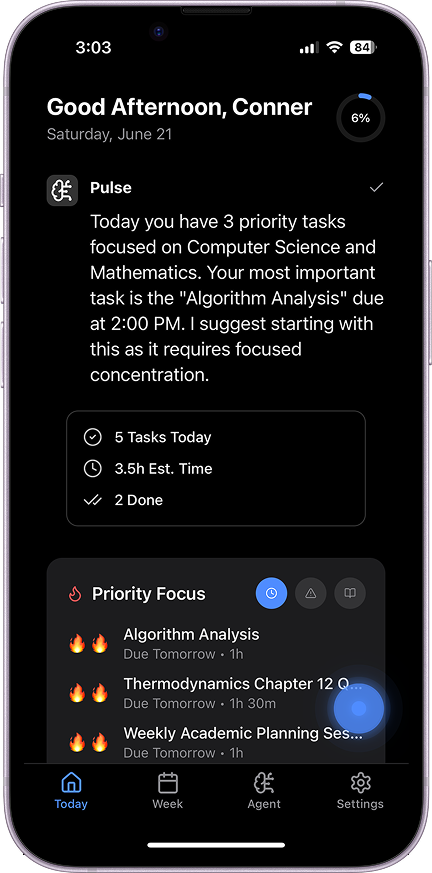 3:03
84
Good Afternoon, Conner
6%
Saturday, June 21
Pulse
Today you have 3 priority tasks
focused on Computer Science and
Mathematics. Your most important
task is the "Algorithm Analysis" due
at 2:00 PM. I suggest starting with
this as it requires focused
concentration.
5 Tasks Today
3.5h Est. Time
2 Done
Priority Focus
Algorithm Analysis
Due Tomorrow • 1h
Thermodynamics Chapter 12 Q...
Due Tomorrow • 1h 30m
Weekly Academic Planning Ses...
Due Tomorrow • 1h
Today
Week
Agent
Settings